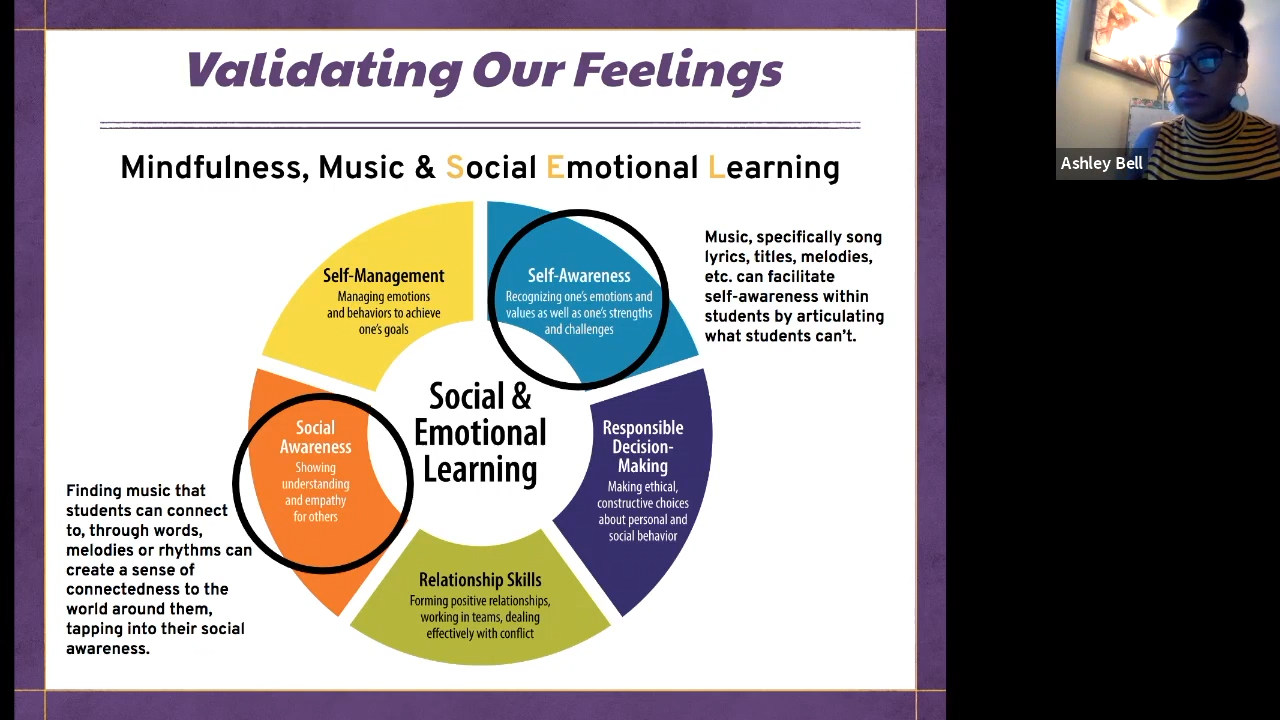 Validating Our Feelings
Mindfulness, Music & Social Emotional Learning
Self-Management
Managing emotions
and behaviors to achieve
one's goals
Self-Awareness
Recognizing one's emotions and
values as well as one's strengths
and challenges
Music, specifically song
lyrics, titles, melodies,
etc. can facilitate
self-awareness within
students by articulating
what students can't.
Social &
Emotional
Learning
Social
Awareness
Showing
understanding
and empathy
for others
Responsible
Decision-
Making
Making ethical,
constructive choices
about personal and
social behavior
Finding music that
students can connect
to, through words,
melodies or rhythms can
create a sense of
connectedness to the
world around them,
tapping into their social
awareness.
Relationship Skills
Forming positive relationships,
working in teams, dealing
effectively with conflict
Ashley Bell